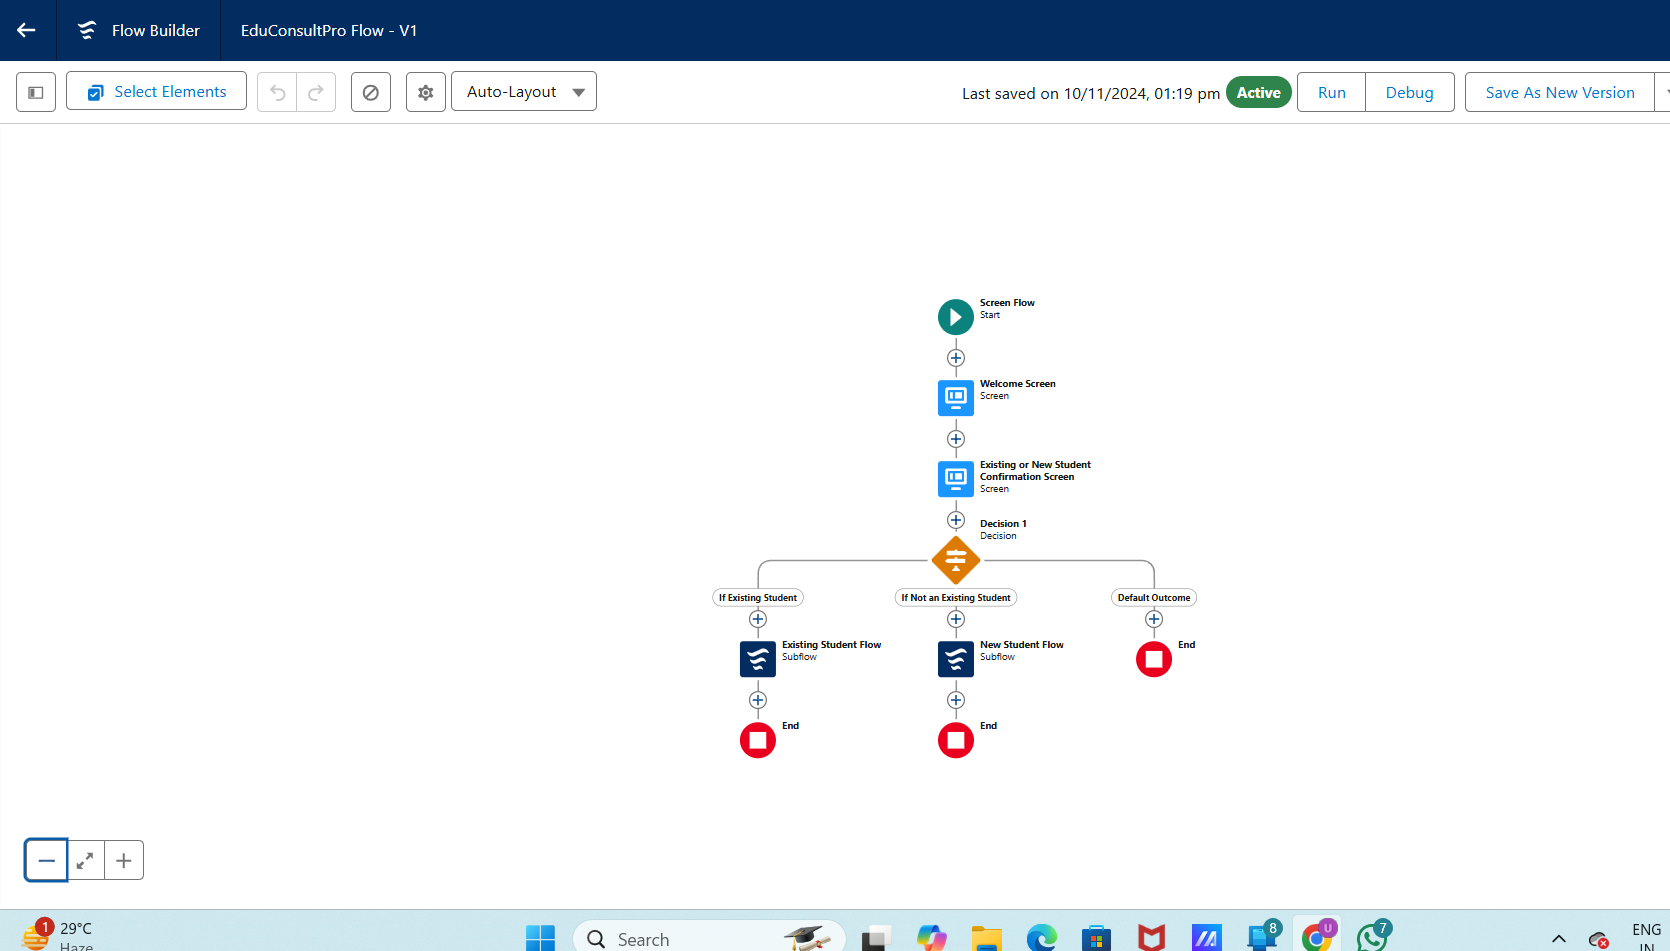 Flow Builder
EduConsultPro Flow - V1
Select Elements
Auto-Layout
Last saved on 10/11/2024, 01:19 pm
Active
Run
Debug
Save As New Version
Screen Flow
Start
Welcome Screen
Screen
Existing or New Student
Confirmation Screen
Screen
Decision 1
Decision
If Existing Student
If Not an Existing Student
Default Outcome
Existing Student Flow
Subflow
New Student Flow
Subflow
End
End
End
1
29°C
Haze
Search
8
U
7
ENG
IN